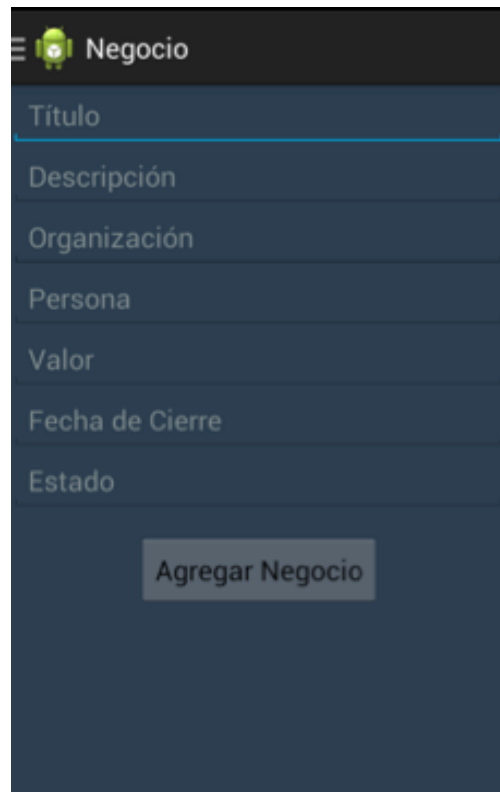 Negocio
Título
Descripción
Organización
Persona
Valor
Fecha de Cierre
Estado
Agregar Negocio